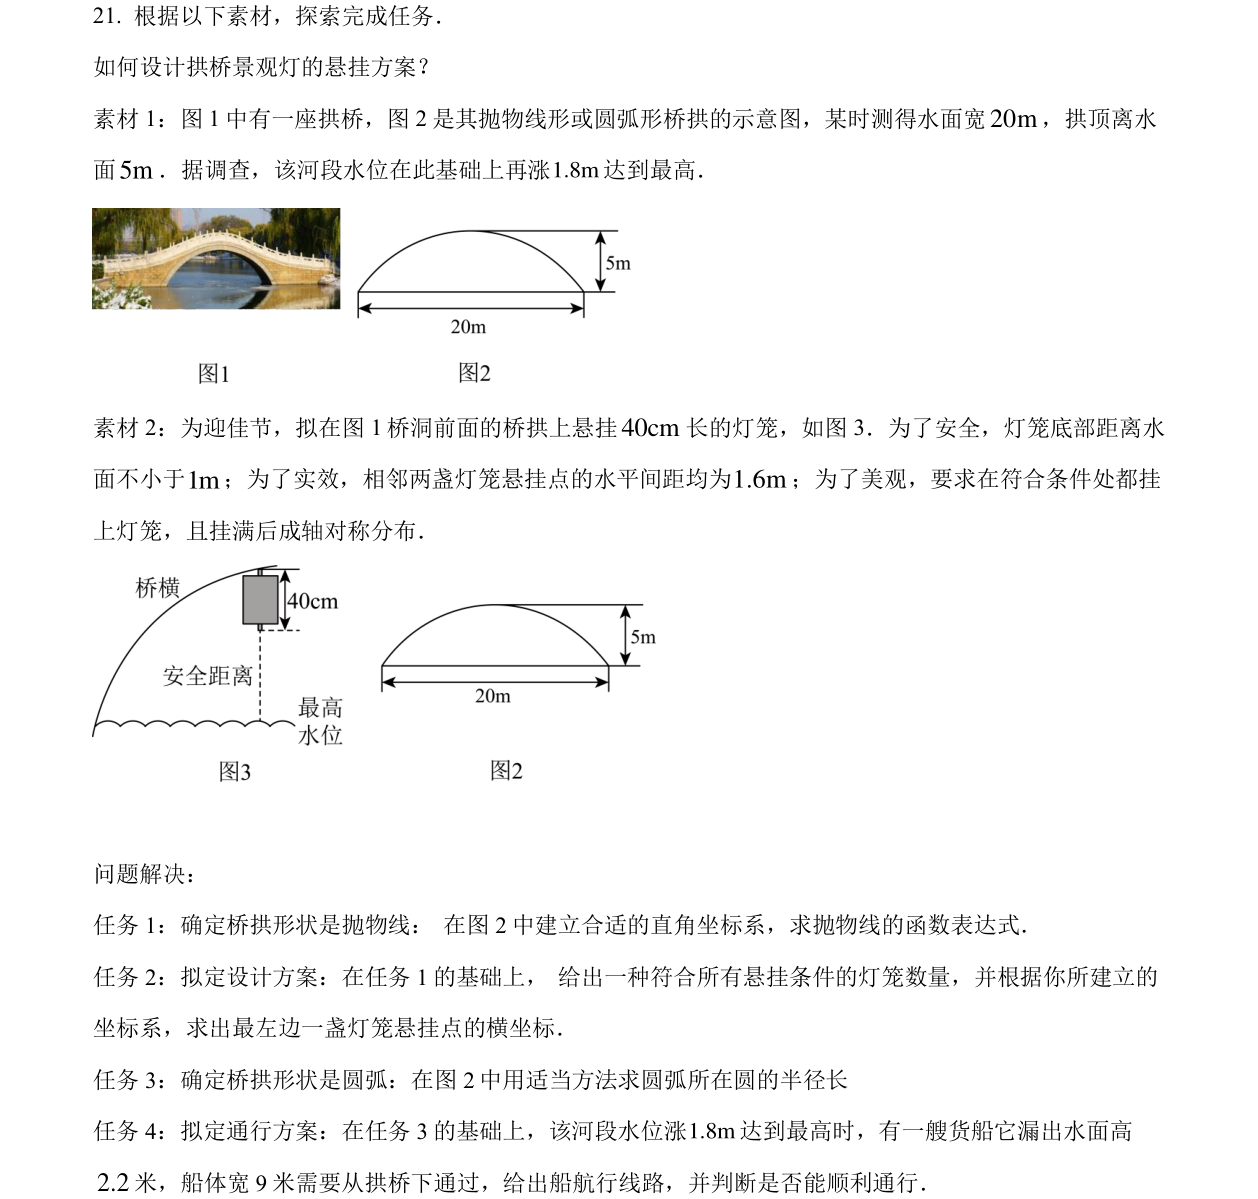 21. 根据以下素材，探索完成任务．
如何设计拱桥景观灯的悬挂方案？
素材 1：图 1 中有一座拱桥，图 2 是其抛物线形或圆弧形桥拱的示意图，某时测得水面宽 20m，拱顶离水
面 5m．据调查，该河段水位在此基础上再涨1.8m 达到最高．
5m
20m
图1
图2
素材 2：为迎佳节，拟在图 1 桥洞前面的桥拱上悬挂 40cm 长的灯笼，如图 3．为了安全，灯笼底部距离水
面不小于1m；为了实效，相邻两盏灯笼悬挂点的水平间距均为1.6m；为了美观，要求在符合条件处都挂
上灯笼，且挂满后成轴对称分布．
桥横
40cm
安全距离
最高
水位
图3
5m
20m
图2
问题解决：
任务 1：确定桥拱形状是抛物线： 在图 2 中建立合适的直角坐标系，求抛物线的函数表达式．
任务 2：拟定设计方案：在任务 1 的基础上， 给出一种符合所有悬挂条件的灯笼数量，并根据你所建立的
坐标系，求出最左边一盏灯笼悬挂点的横坐标．
任务 3：确定桥拱形状是圆弧：在图 2 中用适当方法求圆弧所在圆的半径长
任务 4：拟定通行方案：在任务 3 的基础上，该河段水位涨1.8m 达到最高时，有一艘货船它漏出水面高
2.2 米，船体宽 9 米需要从拱桥下通过，给出船航行线路，并判断是否能顺利通行．